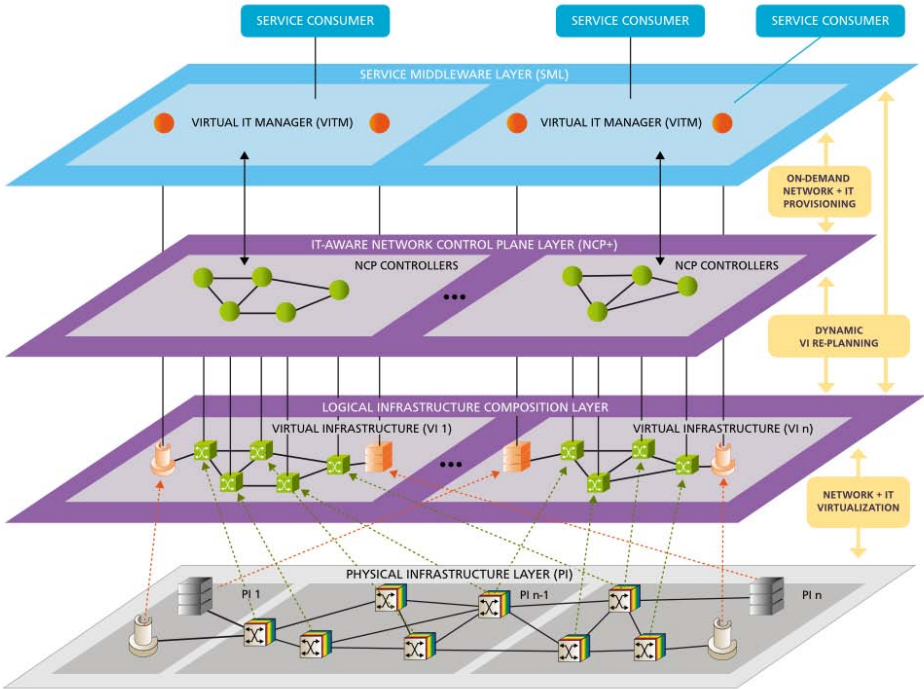 SERVICE CONSUMER
SERVICE CONSUMER
SERVICE CONSUMER
SERVICE MIDDLEWARE LAYER (SML)
VIRTUAL IT MANAGER (VITM)
VIRTUAL IT MANAGER (VITM)
ON-DEMAND
NETWORK + IT
PROVISIONING
IT-AWARE NETWORK CONTROL PLANE LAYER (NCP+)
NCP CONTROLLERS
NCP CONTROLLERS
...
DYNAMIC
VI RE-PLANNING
LOGICAL INFRASTRUCTURE COMPOSITION LAYER
VIRTUAL INFRASTRUCTURE (VI 1)
VIRTUAL INFRASTRUCTURE (VI n)
...
NETWORK + IT
VIRTUALIZATION
PHYSICAL INFRASTRUCTURE LAYER (PI)
PI 1
PI n-1
PI n